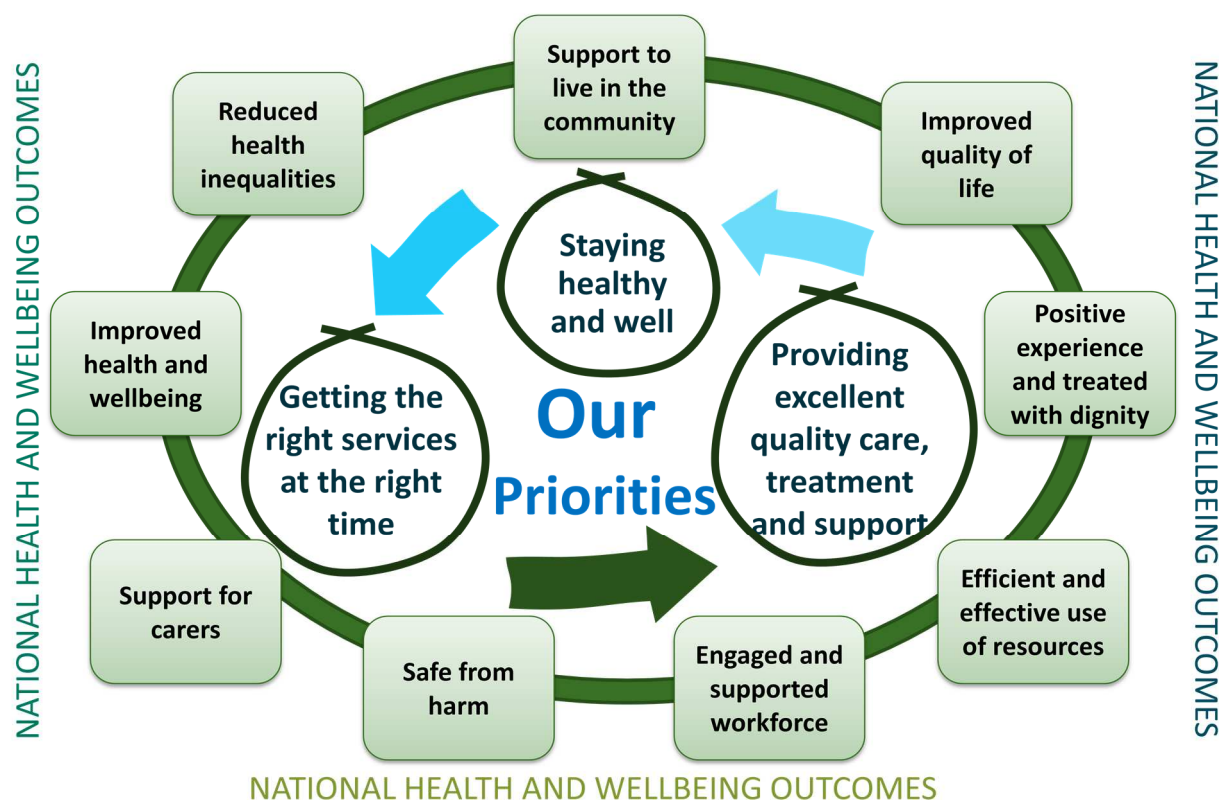 NATIONAL HEALTH AND WELLBEING OUTCOMES
Support to
live in the
community
Improved
quality of
life
Positive
experience
and treated
with dignity
Efficient and
effective use
of resources
Engaged and
supported
workforce
Safe from
harm
Support for
carers
Improved
health and
wellbeing
Reduced
health
inequalities
Staying
healthy
and well
Providing
excellent
quality care,
treatment
and support
Getting the
right services
at the right
time
Our
Priorities
NATIONAL HEALTH AND WELLBEING OUTCOMES
NATIONAL HEALTH AND WELLBEING OUTCOMES